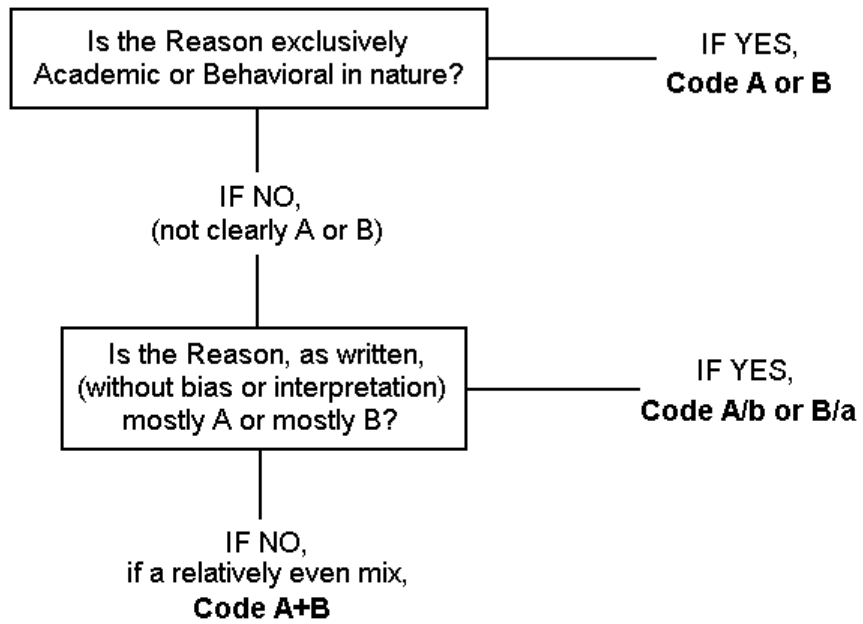 Is the Reason exclusively
Academic or Behavioral in nature?
IF YES,
Code A or B
IF NO,
(not clearly A or B)
Is the Reason, as written,
(without bias or interpretation)
mostly A or mostly B?
IF YES,
Code A/b or B/a
IF NO,
if a relatively even mix,
Code A+B